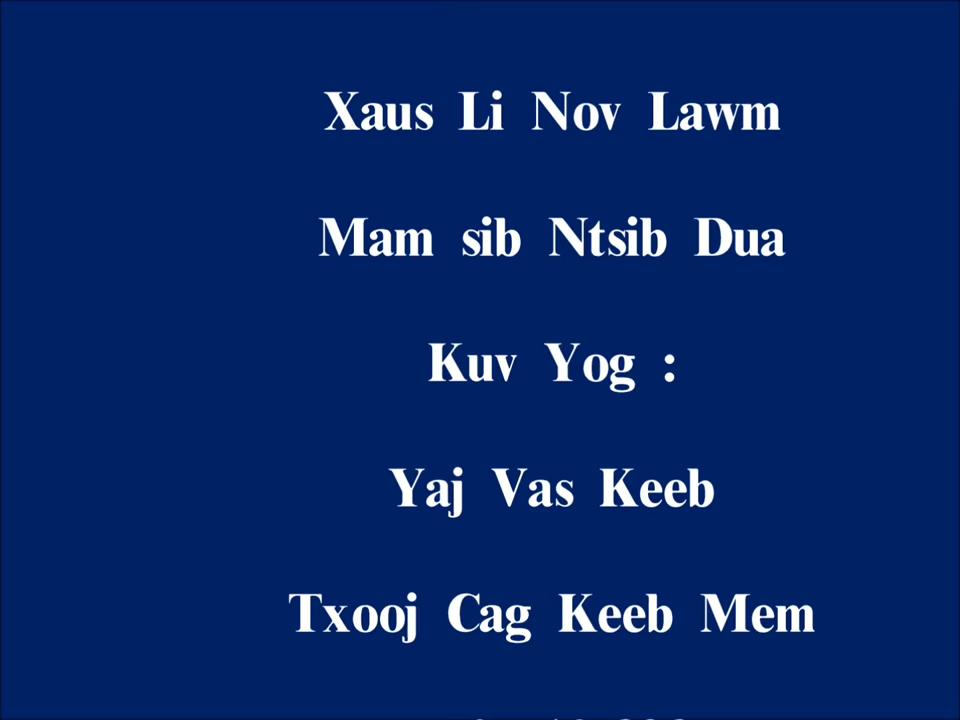 Xaus Li Nov Lawm
Mam sib Ntsib Dua
Kuv Yog :
Yaj Vas Keeb
Txooj Cag Keeb Mem